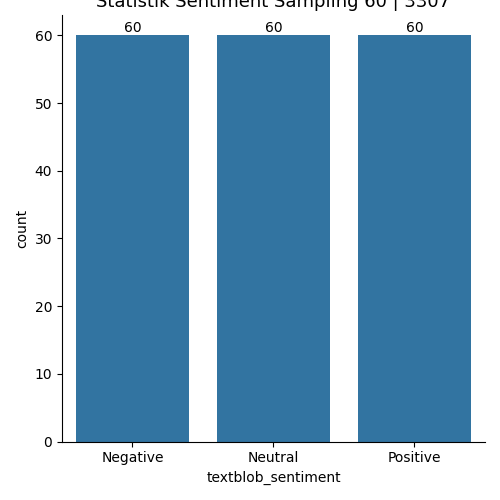 Statistik Sentiment Sampling 60 | 3307
60 60 60
60
50
40
30
20
10
0
count
Negative Neutral Positive
textblob_sentiment